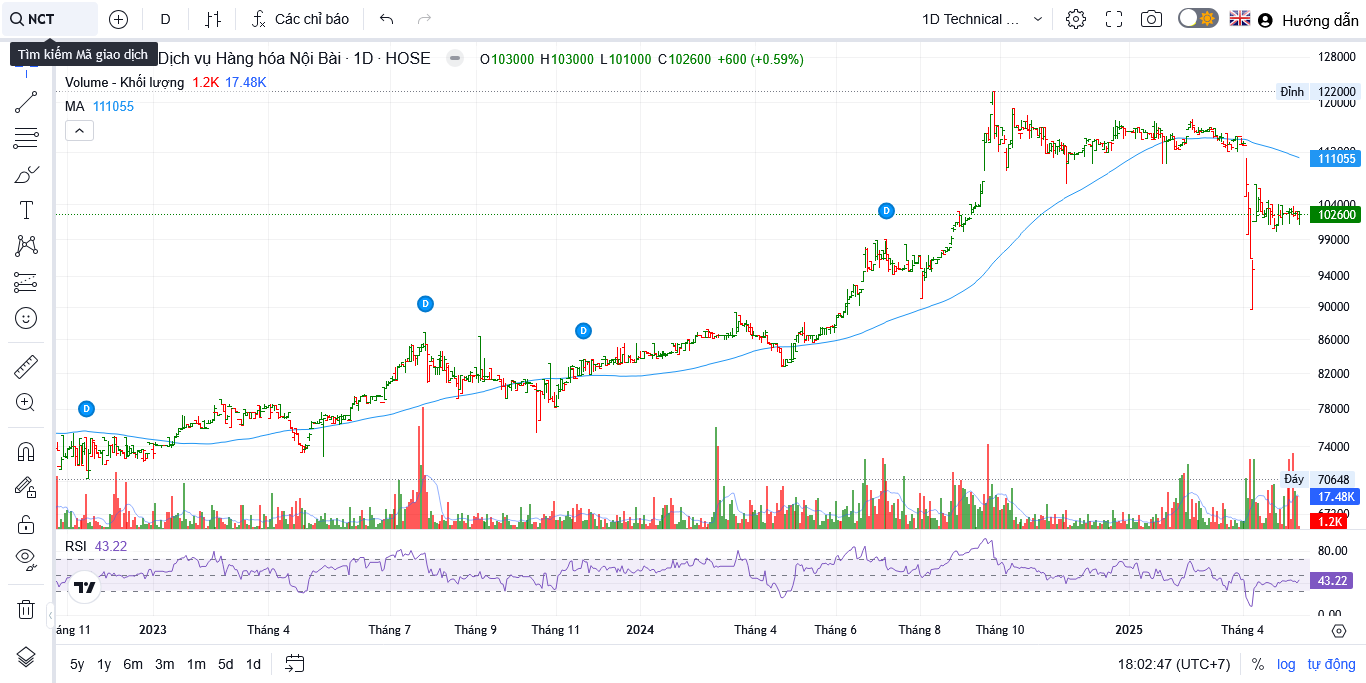 NCT
D
Các chỉ báo
1D Technical ...
Hướng dẫn
Tìm kiếm Mã giao dịch
Dịch vụ Hàng hóa Nội Bài · 1D · HOSE
O103000 H103000 L101000 C102600 +600 (+0.59%)
Volume - Khối lượng 1.2K 17.48K
MA 111055
128000
Đỉnh 122000
120000
111055
104000
102600
99000
94000
90000
86000
82000
78000
74000
Đáy 70648
17.48K
1.2K
D
D
D
D
RSI 43.22
80.00
43.22
0.00
áng 11 2023 Tháng 4 Tháng 7 Tháng 9 Tháng 11 2024 Tháng 4 Tháng 6 Tháng 8 Tháng 10 2025 Tháng 4
5y 1y 6m 3m 1m 5d 1d
18:02:47 (UTC+7) % log tự động